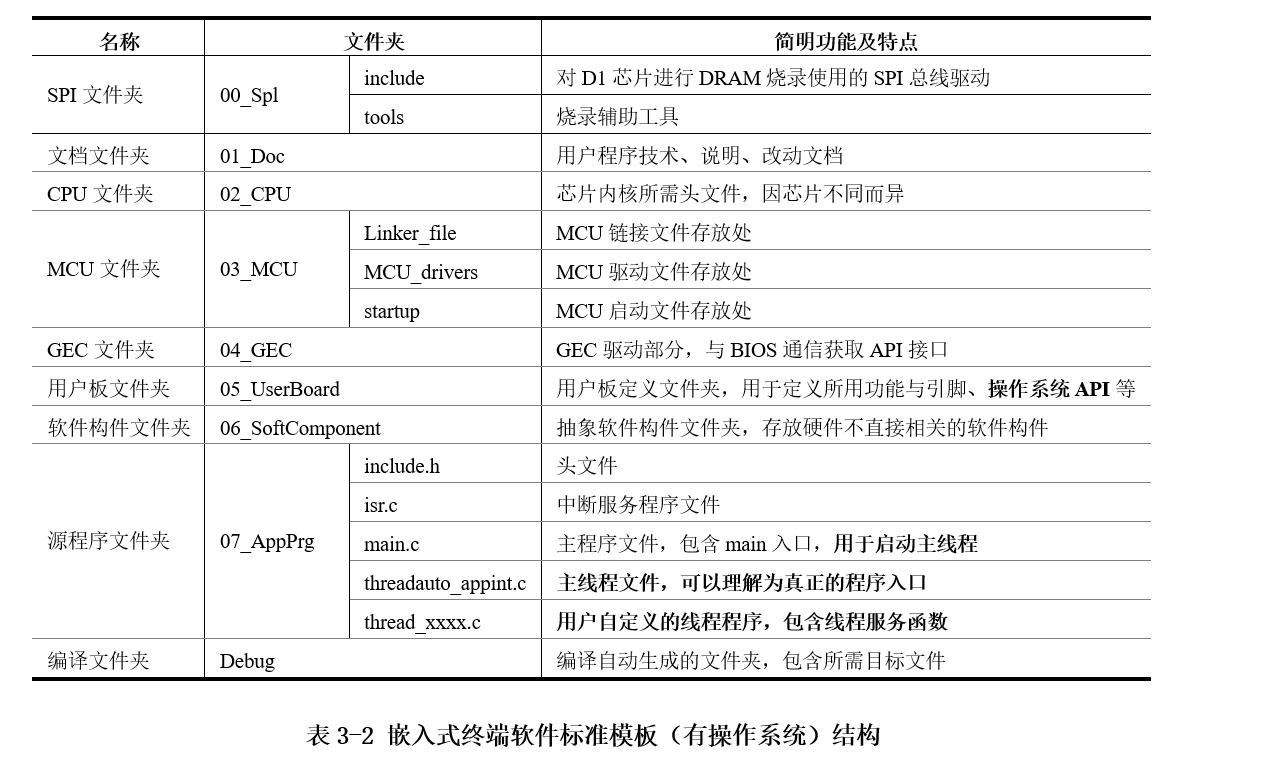 名称 文件夹 简明功能及特点
SPI 文件夹 00_Spl include 对 D1 芯片进行 DRAM 烧录使用的 SPI 总线驱动
tools 烧录辅助工具
文档文件夹 01_Doc 用户程序技术、说明、改动文档
CPU 文件夹 02_CPU 芯片内核所需头文件，因芯片不同而异
MCU 文件夹 03_MCU Linker_file MCU 链接文件存放处
MCU_drivers MCU 驱动文件存放处
startup MCU 启动文件存放处
GEC 文件夹 04_GEC GEC 驱动部分，与 BIOS 通信获取 API 接口
用户板文件夹 05_UserBoard 用户板定义文件夹，用于定义所用功能与引脚、操作系统 API 等
软件构件文件夹 06_SoftComponent 抽象软件构件文件夹，存放硬件不直接相关的软件构件
源程序文件夹 07_AppPrg include.h 头文件
isr.c 中断服务程序文件
main.c 主程序文件，包含 main 入口，用于启动主线程
threadauto_appint.c 主线程文件，可以理解为真正的程序入口
thread_xxxx.c 用户自定义的线程程序，包含线程服务函数
编译文件夹 Debug 编译自动生成的文件夹，包含所需目标文件
表 3-2 嵌入式终端软件标准模板（有操作系统）结构